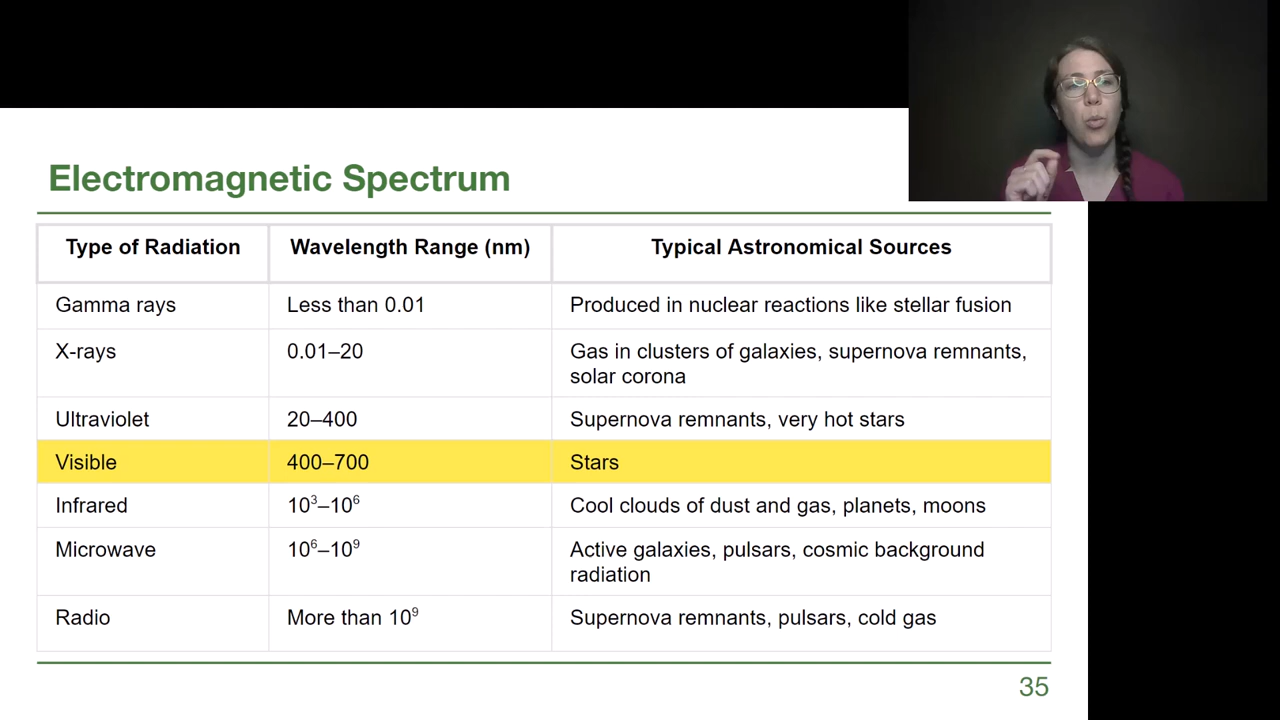 Electromagnetic Spectrum
Type of Radiation
Wavelength Range (nm)
Typical Astronomical Sources
Gamma rays
Less than 0.01
Produced in nuclear reactions like stellar fusion
X-rays
0.01–20
Gas in clusters of galaxies, supernova remnants,
solar corona
Ultraviolet
20–400
Supernova remnants, very hot stars
Visible
400–700
Stars
Infrared
10³–10⁶
Cool clouds of dust and gas, planets, moons
Microwave
10⁶–10⁹
Active galaxies, pulsars, cosmic background
radiation
Radio
More than 10⁹
Supernova remnants, pulsars, cold gas
35